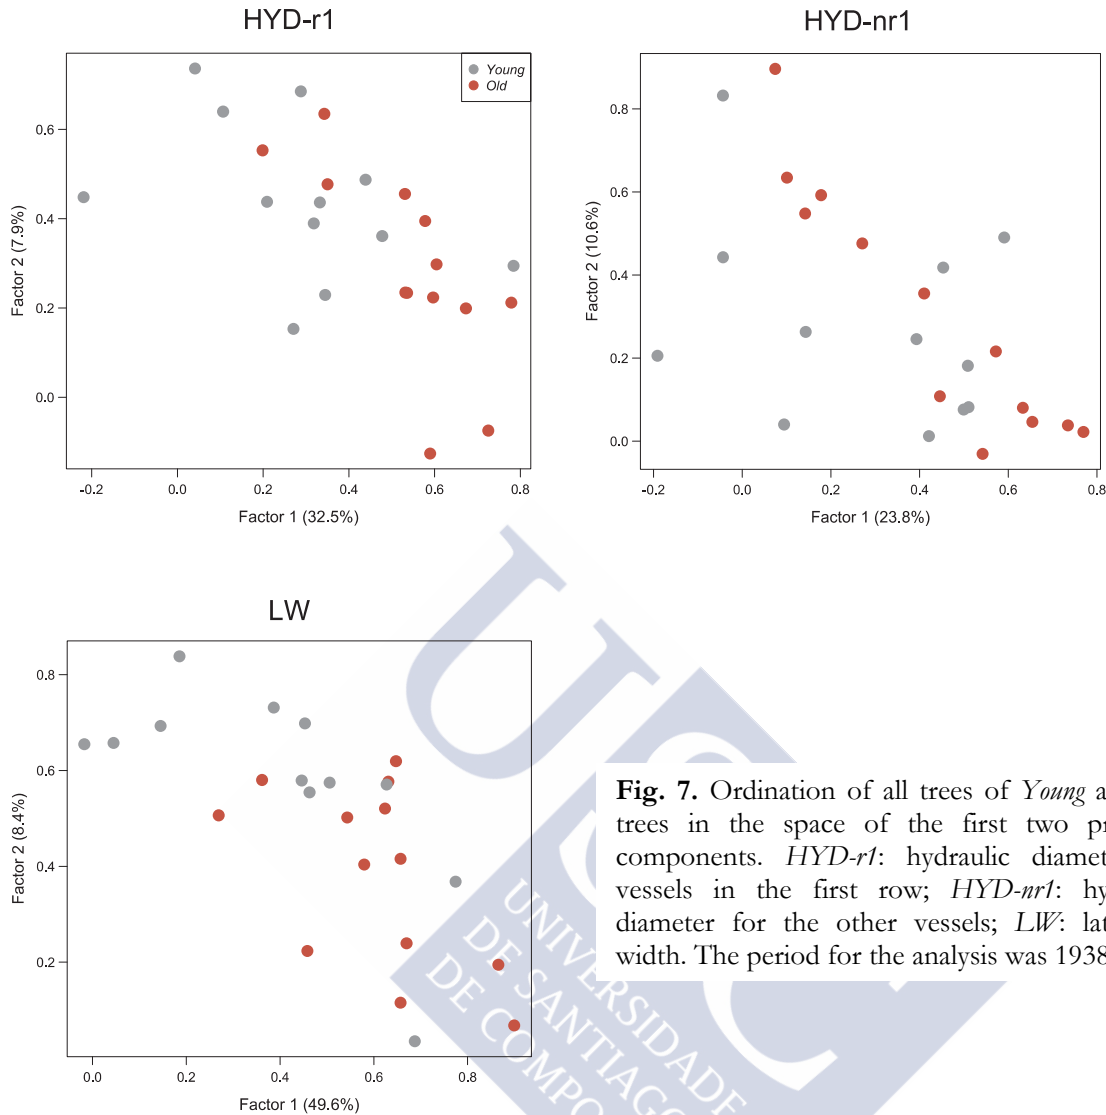 HYD-r1
Young
Old
0.6
0.4
0.2
0.0
Factor 2 (7.9%)
-0.2 0.0 0.2 0.4 0.6 0.8
Factor 1 (32.5%)
HYD-nr1
0.8
0.6
0.4
0.2
0.0
Factor 2 (10.6%)
-0.2 0.0 0.2 0.4 0.6 0.8
Factor 1 (23.8%)
LW
0.8
0.6
0.4
0.2
Factor 2 (8.4%)
0.0 0.2 0.4 0.6 0.8
Factor 1 (49.6%)
Fig. 7. Ordination of all trees of Young a
trees in the space of the first two pr
components. HYD-r1: hydraulic diamet
vessels in the first row; HYD-nr1: hy
diameter for the other vessels; LW: lat
width. The period for the analysis was 1938
USC
UNIVERSIDADE
DE SANTIAGO
DE COMPO